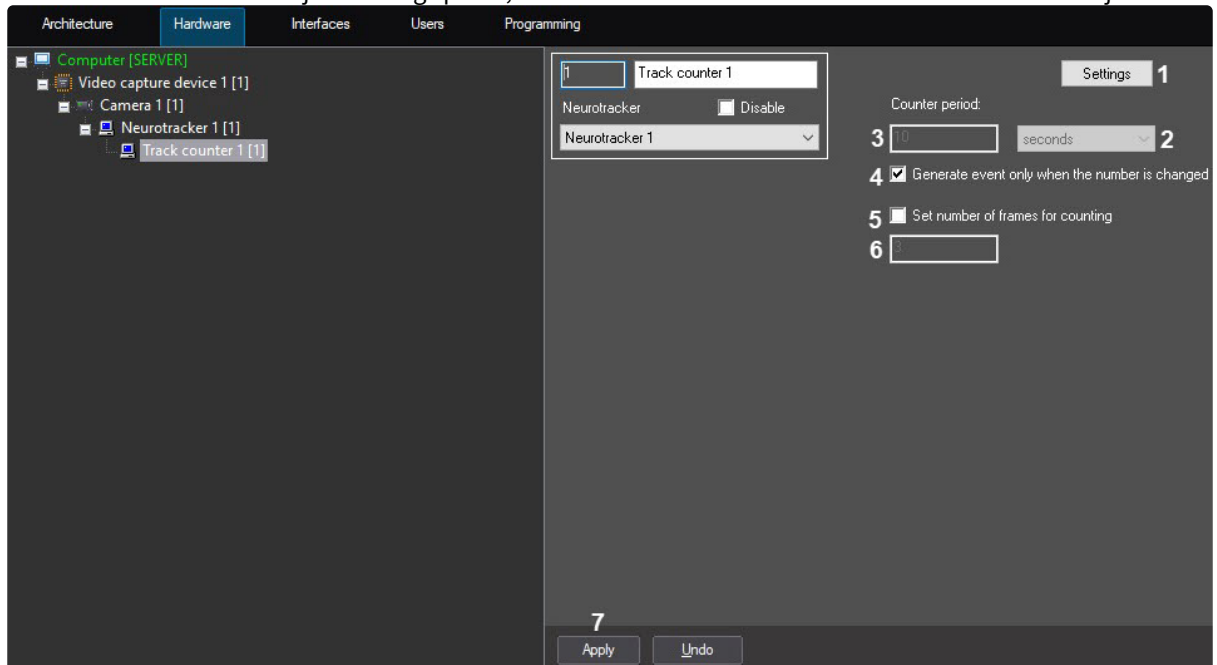 Architecture Hardware Interfaces Users Programming
Computer [SERVER]
Video capture device 1 [1]
Camera 1 [1]
Neurotracker 1 [1]
Track counter 1 [1]
1 Track counter 1
Neurotracker Disable
Neurotracker 1
Settings 1
Counter period:
3 10 seconds 2
4 Generate event only when the number is changed
5 Set number of frames for counting
6 3
7
Apply Undo